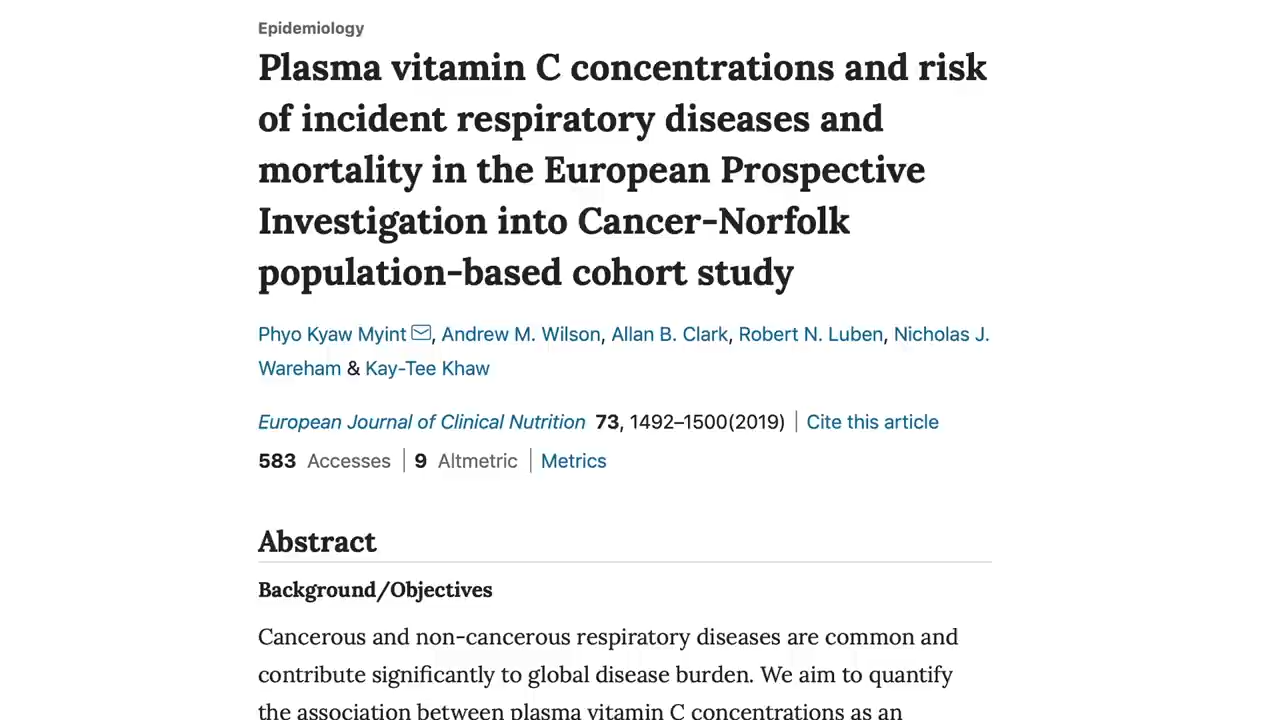 Epidemiology
Plasma vitamin C concentrations and risk
of incident respiratory diseases and
mortality in the European Prospective
Investigation into Cancer-Norfolk
population-based cohort study
Phyo Kyaw Myint, Andrew M. Wilson, Allan B. Clark, Robert N. Luben, Nicholas J.
Wareham & Kay-Tee Khaw
European Journal of Clinical Nutrition 73, 1492–1500(2019) | Cite this article
583 Accesses | 9 Altmetric | Metrics
Abstract
Background/Objectives
Cancerous and non-cancerous respiratory diseases are common and
contribute significantly to global disease burden. We aim to quantify
the association between plasma vitamin C concentrations as an